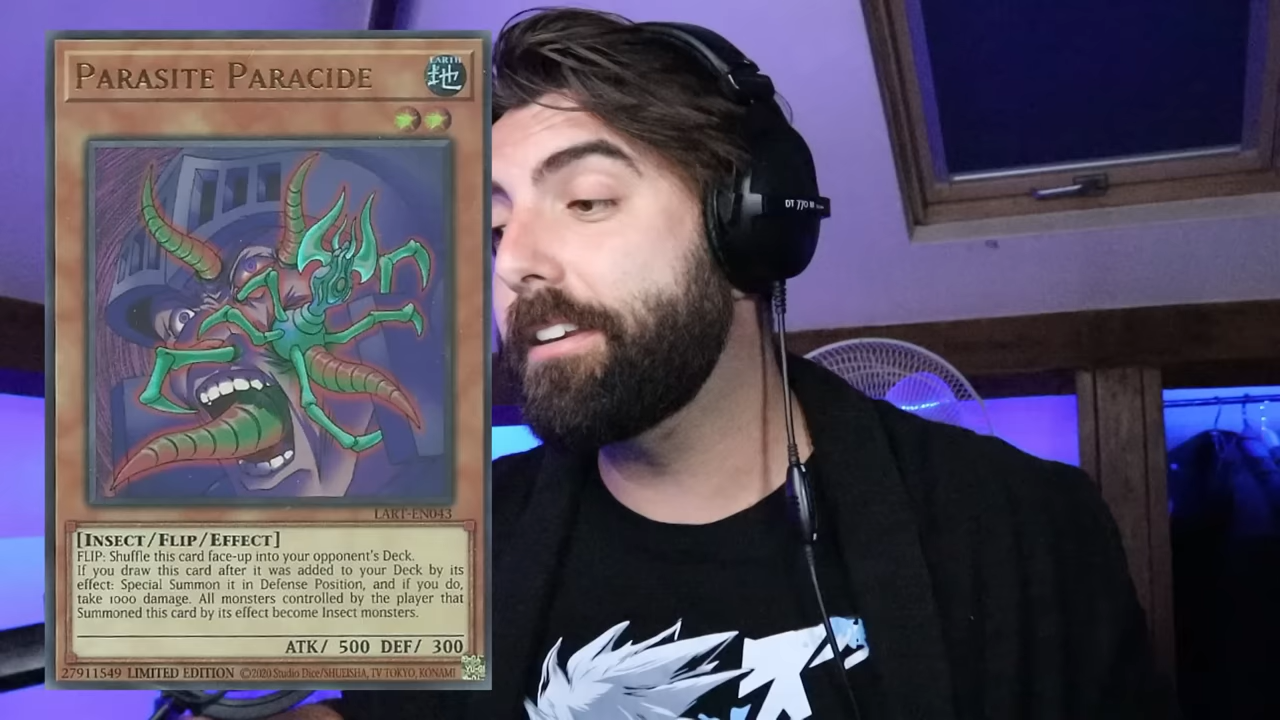 PARASITE PARACIDE
EARTH
地
LART-EN043
[INSECT/FLIP/EFFECT]
FLIP: Shuffle this card face-up into your opponent's Deck.
If you draw this card after it was added to your Deck by its
effect: Special Summon it in Defense Position, and if you do,
take 1000 damage. All monsters controlled by the player that
Summoned this card by its effect become Insect monsters.
ATK/ 500 DEF/ 300
27911549 LIMITED EDITION ©2020 Studio Dice/SHUEISHA, TV TOKYO, KONAMI
DT 770 M